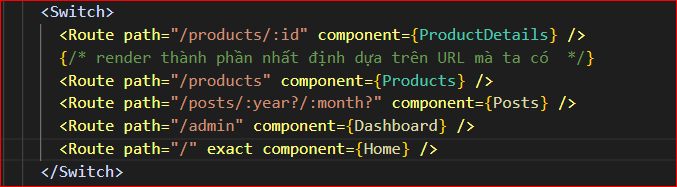 <Switch>
<Route path="/products/:id" component={ProductDetails} />
{/* render thành phần nhất định dựa trên URL mà ta có  */}
<Route path="/products" component={Products} />
<Route path="/posts/:year?/:month?" component={Posts} />
<Route path="/admin" component={Dashboard} />
<Route path="/" exact component={Home} />
</Switch>